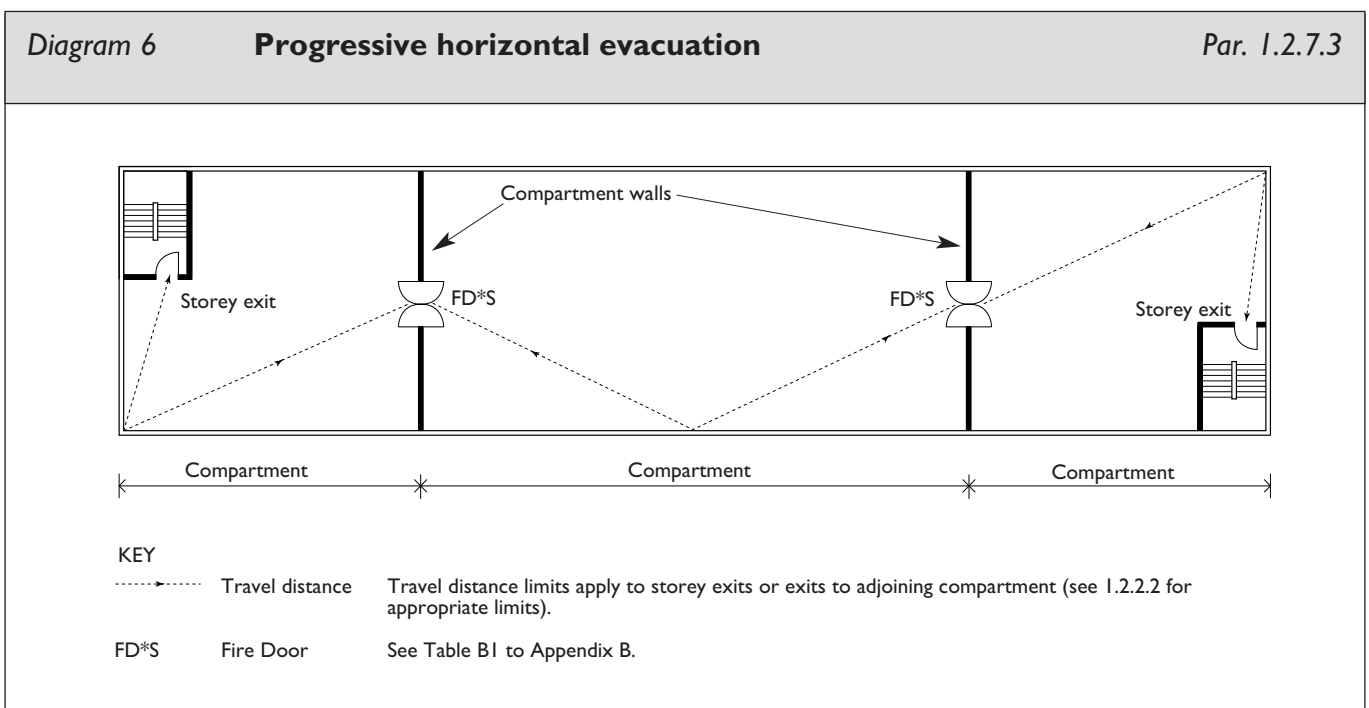 Diagram 6 Progressive horizontal evacuation Par. 1.2.7.3
Compartment walls
Storey exit
FD*S
FD*S
Storey exit
Compartment
Compartment
Compartment
KEY
Travel distance Travel distance limits apply to storey exits or exits to adjoining compartment (see 1.2.2.2 for
appropriate limits).
FD*S Fire Door See Table B1 to Appendix B.